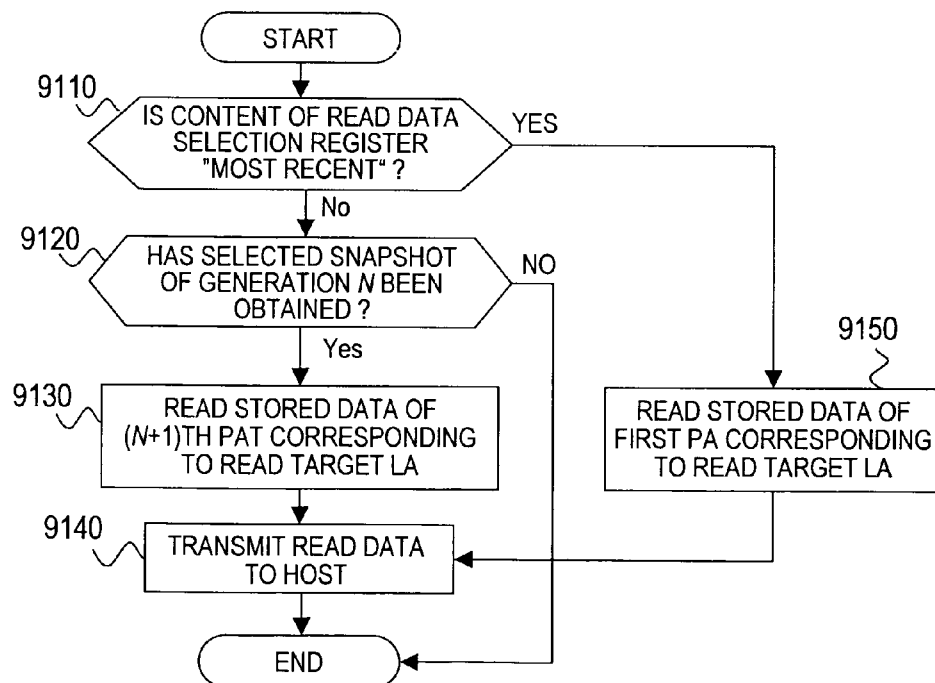 START
9110
IS CONTENT OF READ DATA
SELECTION REGISTER
"MOST RECENT" ?
YES
No
9120
HAS SELECTED SNAPSHOT
OF GENERATION N BEEN
OBTAINED ?
NO
Yes
9130
READ STORED DATA OF
(N+1)TH PAT CORRESPONDING
TO READ TARGET LA
9150
READ STORED DATA OF
FIRST PA CORRESPONDING
TO READ TARGET LA
9140
TRANSMIT READ DATA
TO HOST
END